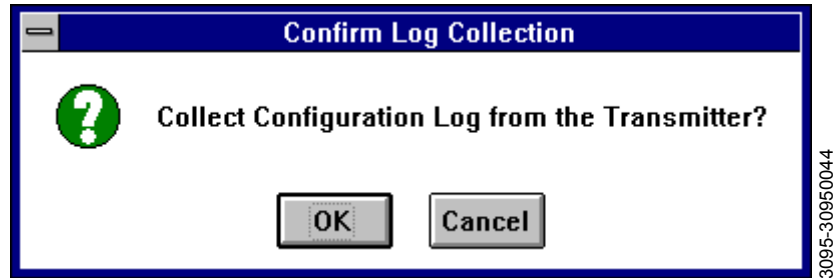 Confirm Log Collection
Collect Configuration Log from the Transmitter?
OK Cancel
3095-30950044